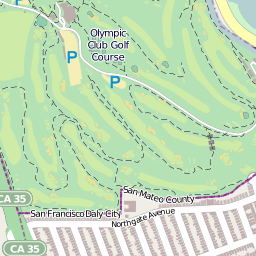 P
Olympic
Club Golf
Course
P
P
San Mateo County
CA 35
San Francisco Daly City
Northgate Avenue
CA 35